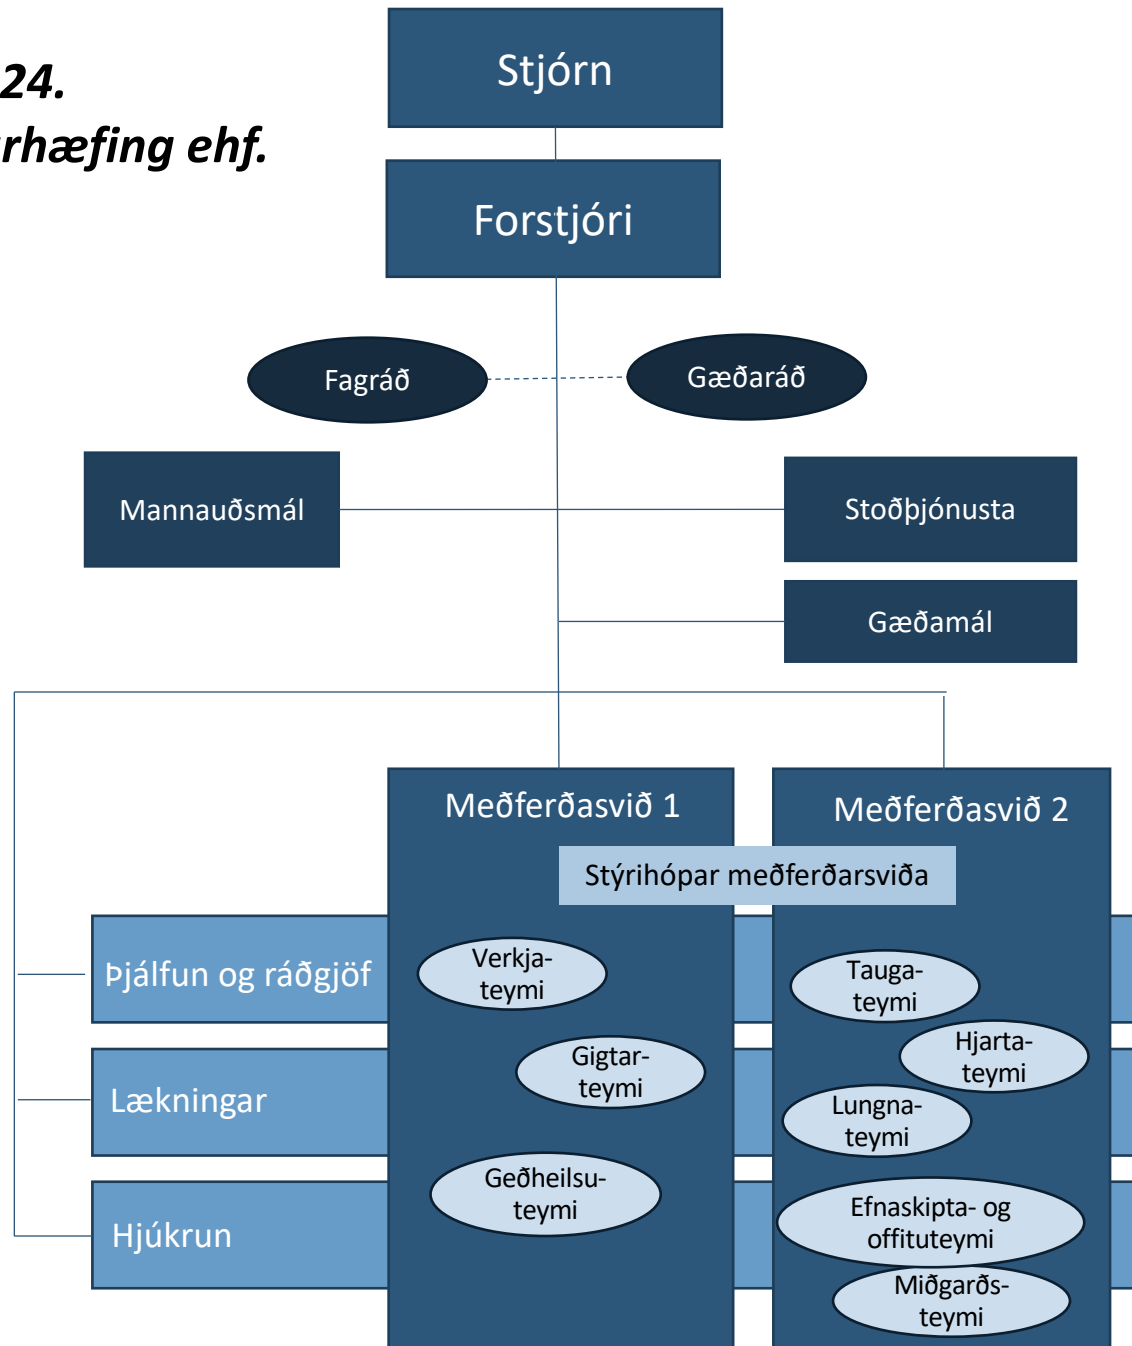 24.
rhæfing ehf.
Stjórn
Forstjóri
Fagráð
Gæðaráð
Mannauðsmál
Stoðþjónusta
Gæðamál
Meðferðasvið 1
Meðferðasvið 2
Stýrihópar meðferðarsviða
Þjálfun og ráðgjöf
Lækningar
Hjúkrun
Verkja-
teymi
Gigtar-
teymi
Geðheilsu-
teymi
Tauga-
teymi
Hjarta-
teymi
Lungna-
teymi
Efnaskipta- og
offituteymi
Miðgarðs-
teymi